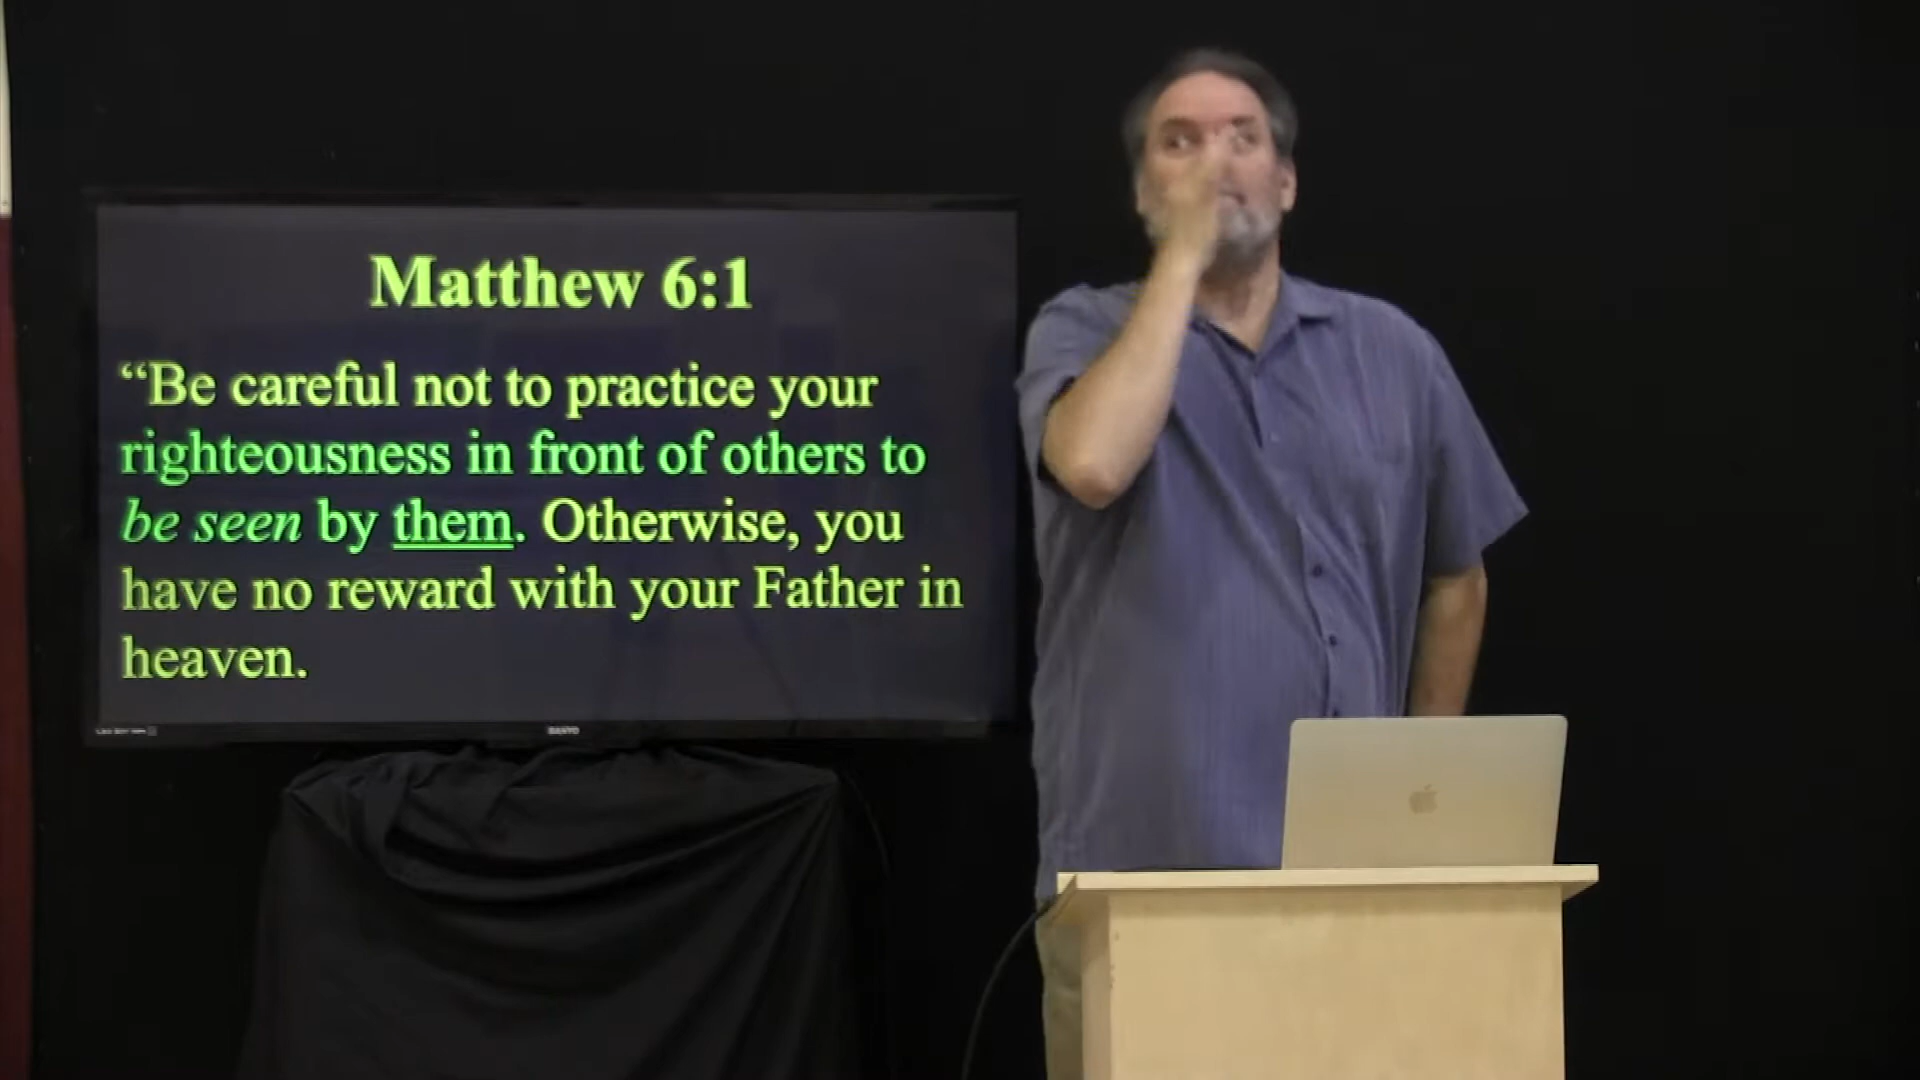 Matthew 6:1
“Be careful not to practice your
righteousness in front of others to
be seen by them. Otherwise, you
have no reward with your Father in
heaven.
SANYO